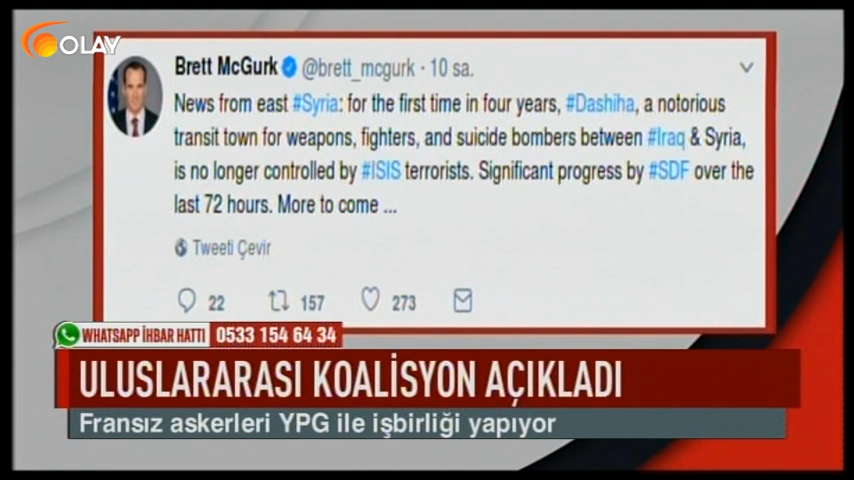 OLAY
Brett McGurk @brett_mcgurk · 10 sa.
News from east #Syria: for the first time in four years, #Dashiha, a notorious
transit town for weapons, fighters, and suicide bombers between #Iraq & Syria,
is no longer controlled by #ISIS terrorists. Significant progress by #SDF over the
last 72 hours. More to come ...
Tweeti Çevir
22 157 273
WHATSAPP İHBAR HATTI 0533 154 64 34
ULUSLARARASI KOALİSYON AÇIKLADI
Fransız askerleri YPG ile işbirliği yapıyor